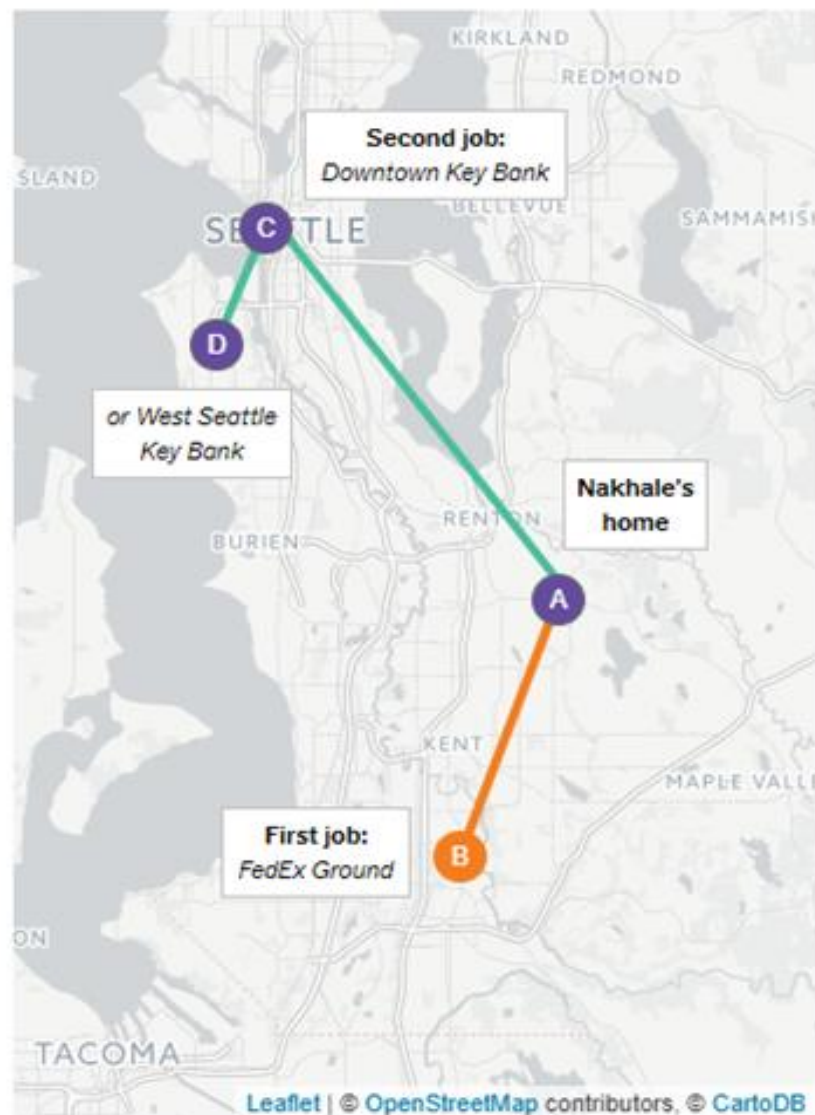 KIRKLAND
REDMOND
Second job:
Downtown Key Bank
SLAND
BELLEVUE
SAMMAMISH
SEATTLE
C
D
or West Seattle
Key Bank
Nakhale's
home
RENTON
BURIEN
A
KENT
MAPLE VALLE
First job:
FedEx Ground
B
ON
TACOMA
Leaflet | © OpenStreetMap contributors, © CartoDB